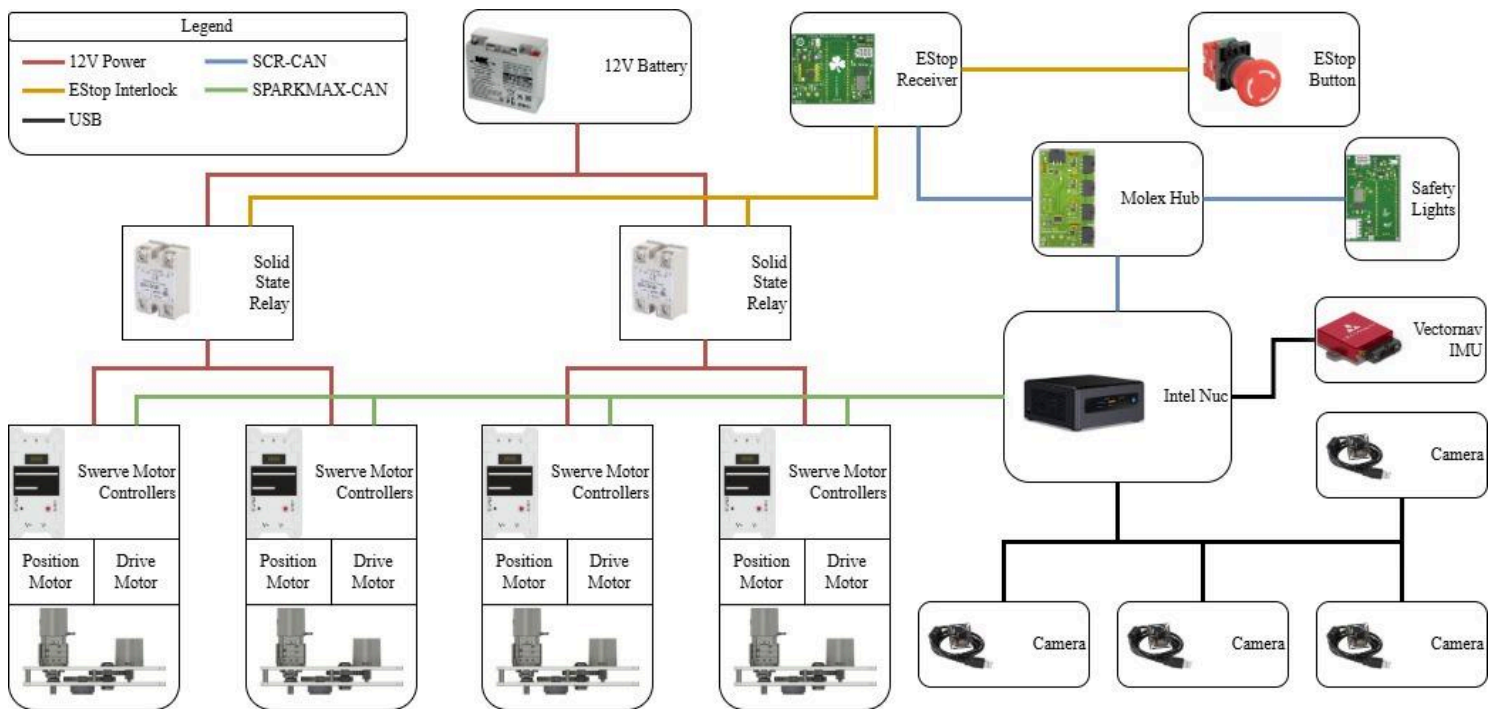 Legend
12V Power
SCR-CAN
EStop Interlock
SPARKMAX-CAN
USB
12V Battery
EStop
Receiver
EStop
Button
Molex Hub
Safety
Lights
Solid
State
Relay
Solid
State
Relay
Vectornav
IMU
Intel Nuc
Camera
Swerve Motor
Controllers
Swerve Motor
Controllers
Swerve Motor
Controllers
Swerve Motor
Controllers
Position
Motor
Drive
Motor
Position
Motor
Drive
Motor
Position
Motor
Drive
Motor
Position
Motor
Drive
Motor
Camera
Camera
Camera